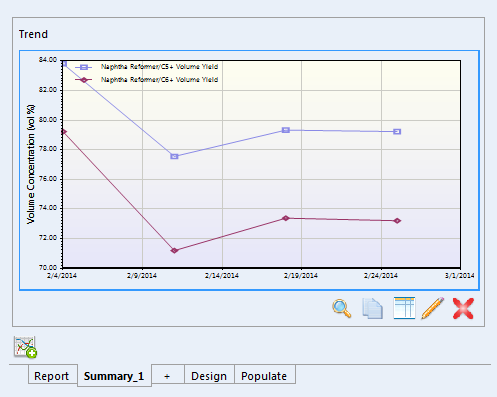 Trend
84.00
Naphtha Reformer/C5+ Volume Yield
Naphtha Reformer/C6+ Volume Yield
82.00
80.00
78.00
76.00
74.00
72.00
70.00
Volume Concentration (vol %)
2/4/2014 2/9/2014 2/14/2014 2/19/2014 2/24/2014 3/1/2014
Report Summary_1 + Design Populate